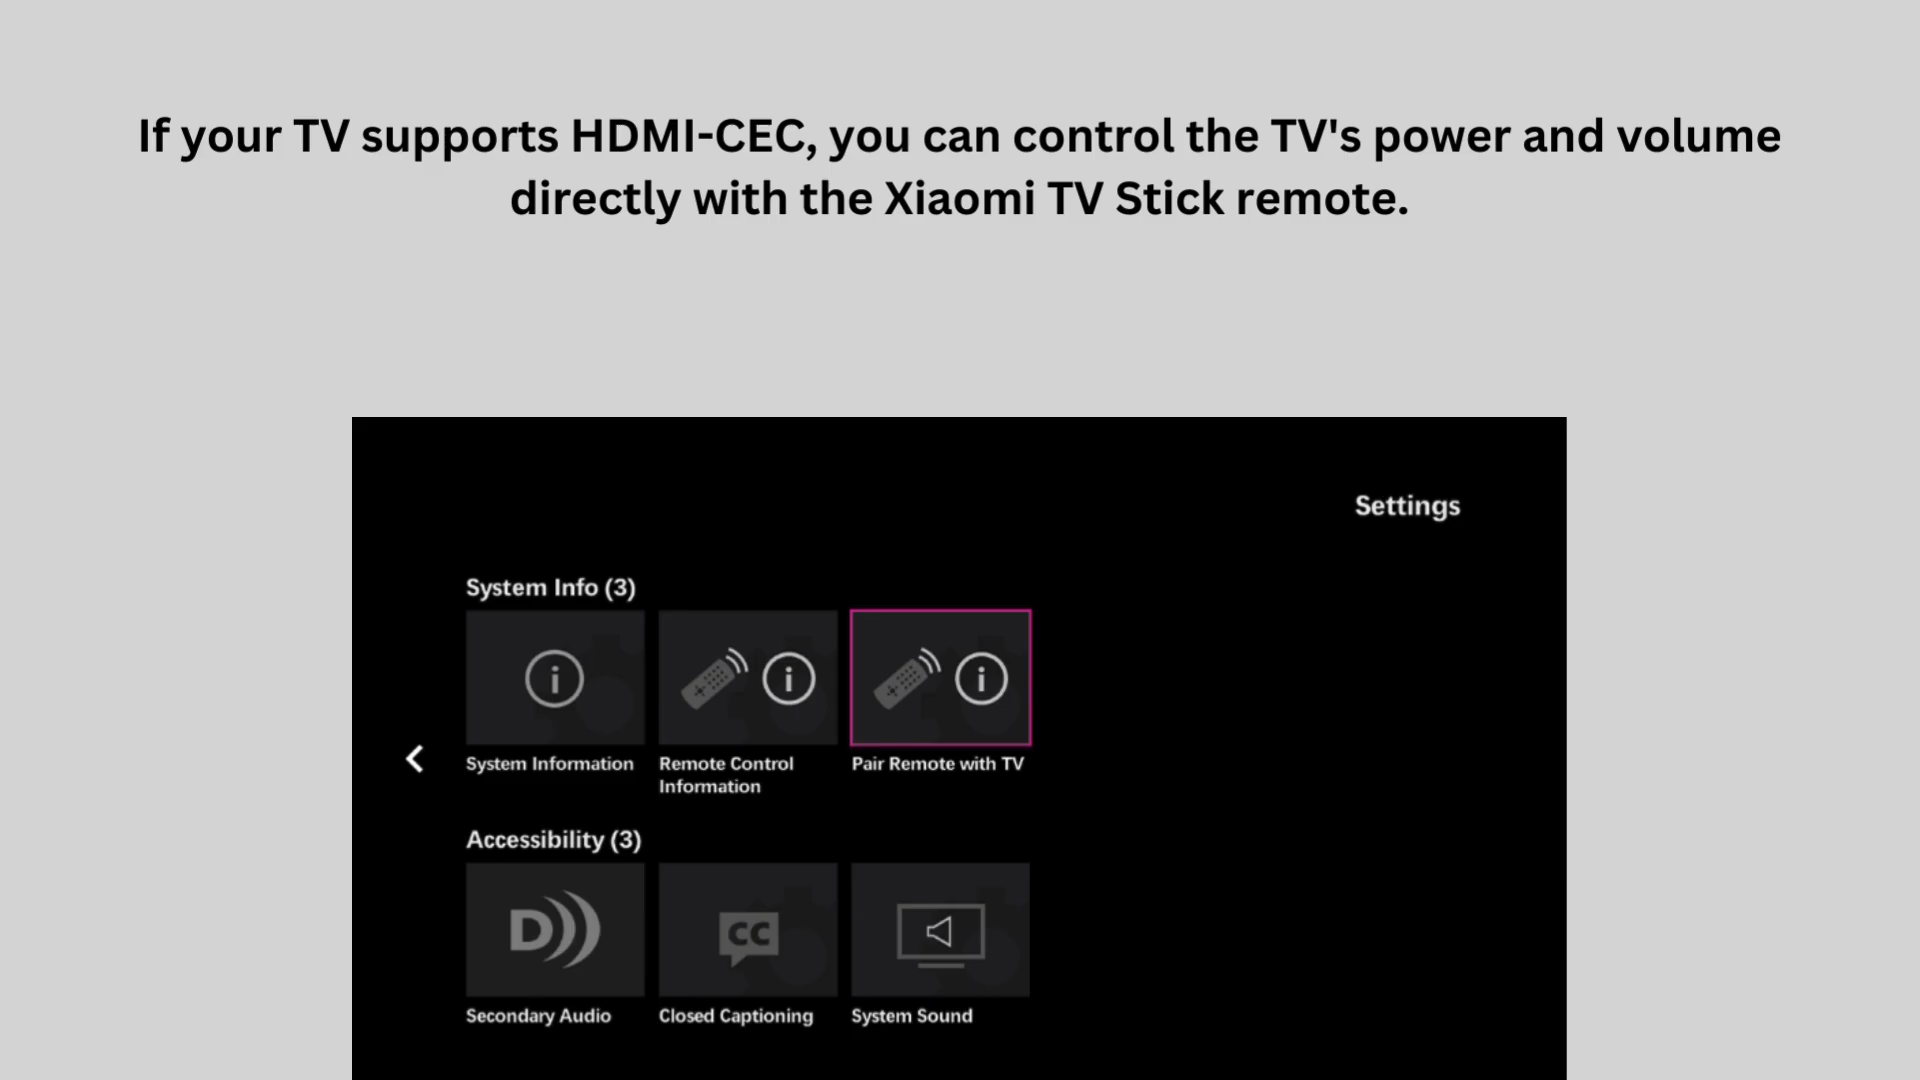 If your TV supports HDMI-CEC, you can control the TV's power and volume
directly with the Xiaomi TV Stick remote.
Settings
System Info (3)
System Information
Remote Control
Information
Pair Remote with TV
Accessibility (3)
D
CC
Secondary Audio
Closed Captioning
System Sound